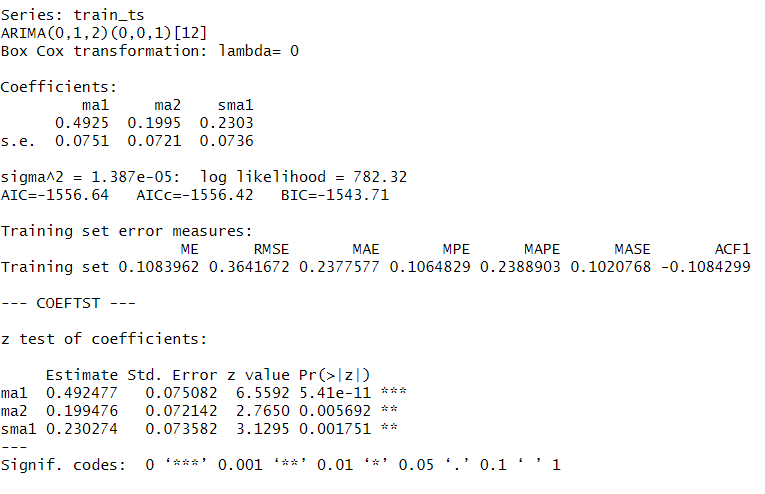 Series: train_ts
ARIMA(0,1,2)(0,0,1)[12]
Box Cox transformation: lambda= 0
Coefficients:
         ma1     ma2    sma1
      0.4925  0.1995  0.2303
s.e.  0.0751  0.0721  0.0736
sigma^2 = 1.387e-05:  log likelihood = 782.32
AIC=-1556.64   AICc=-1556.42   BIC=-1543.71
Training set error measures:
                    ME      RMSE       MAE       MPE      MAPE      MASE       ACF1
Training set 0.1083962 0.3641672 0.2377577 0.1064829 0.2388903 0.1020768 -0.1084299
--- COEFTST ---
z test of coefficients:
     Estimate Std. Error z value Pr(>|z|)
ma1  0.492477   0.075082  6.5592 5.41e-11 ***
ma2  0.199476   0.072142  2.7650 0.005692 **
sma1 0.230274   0.073582  3.1295 0.001751 **
---
Signif. codes:  0 ‘***’ 0.001 ‘**’ 0.01 ‘*’ 0.05 ‘.’ 0.1 ‘ ’ 1